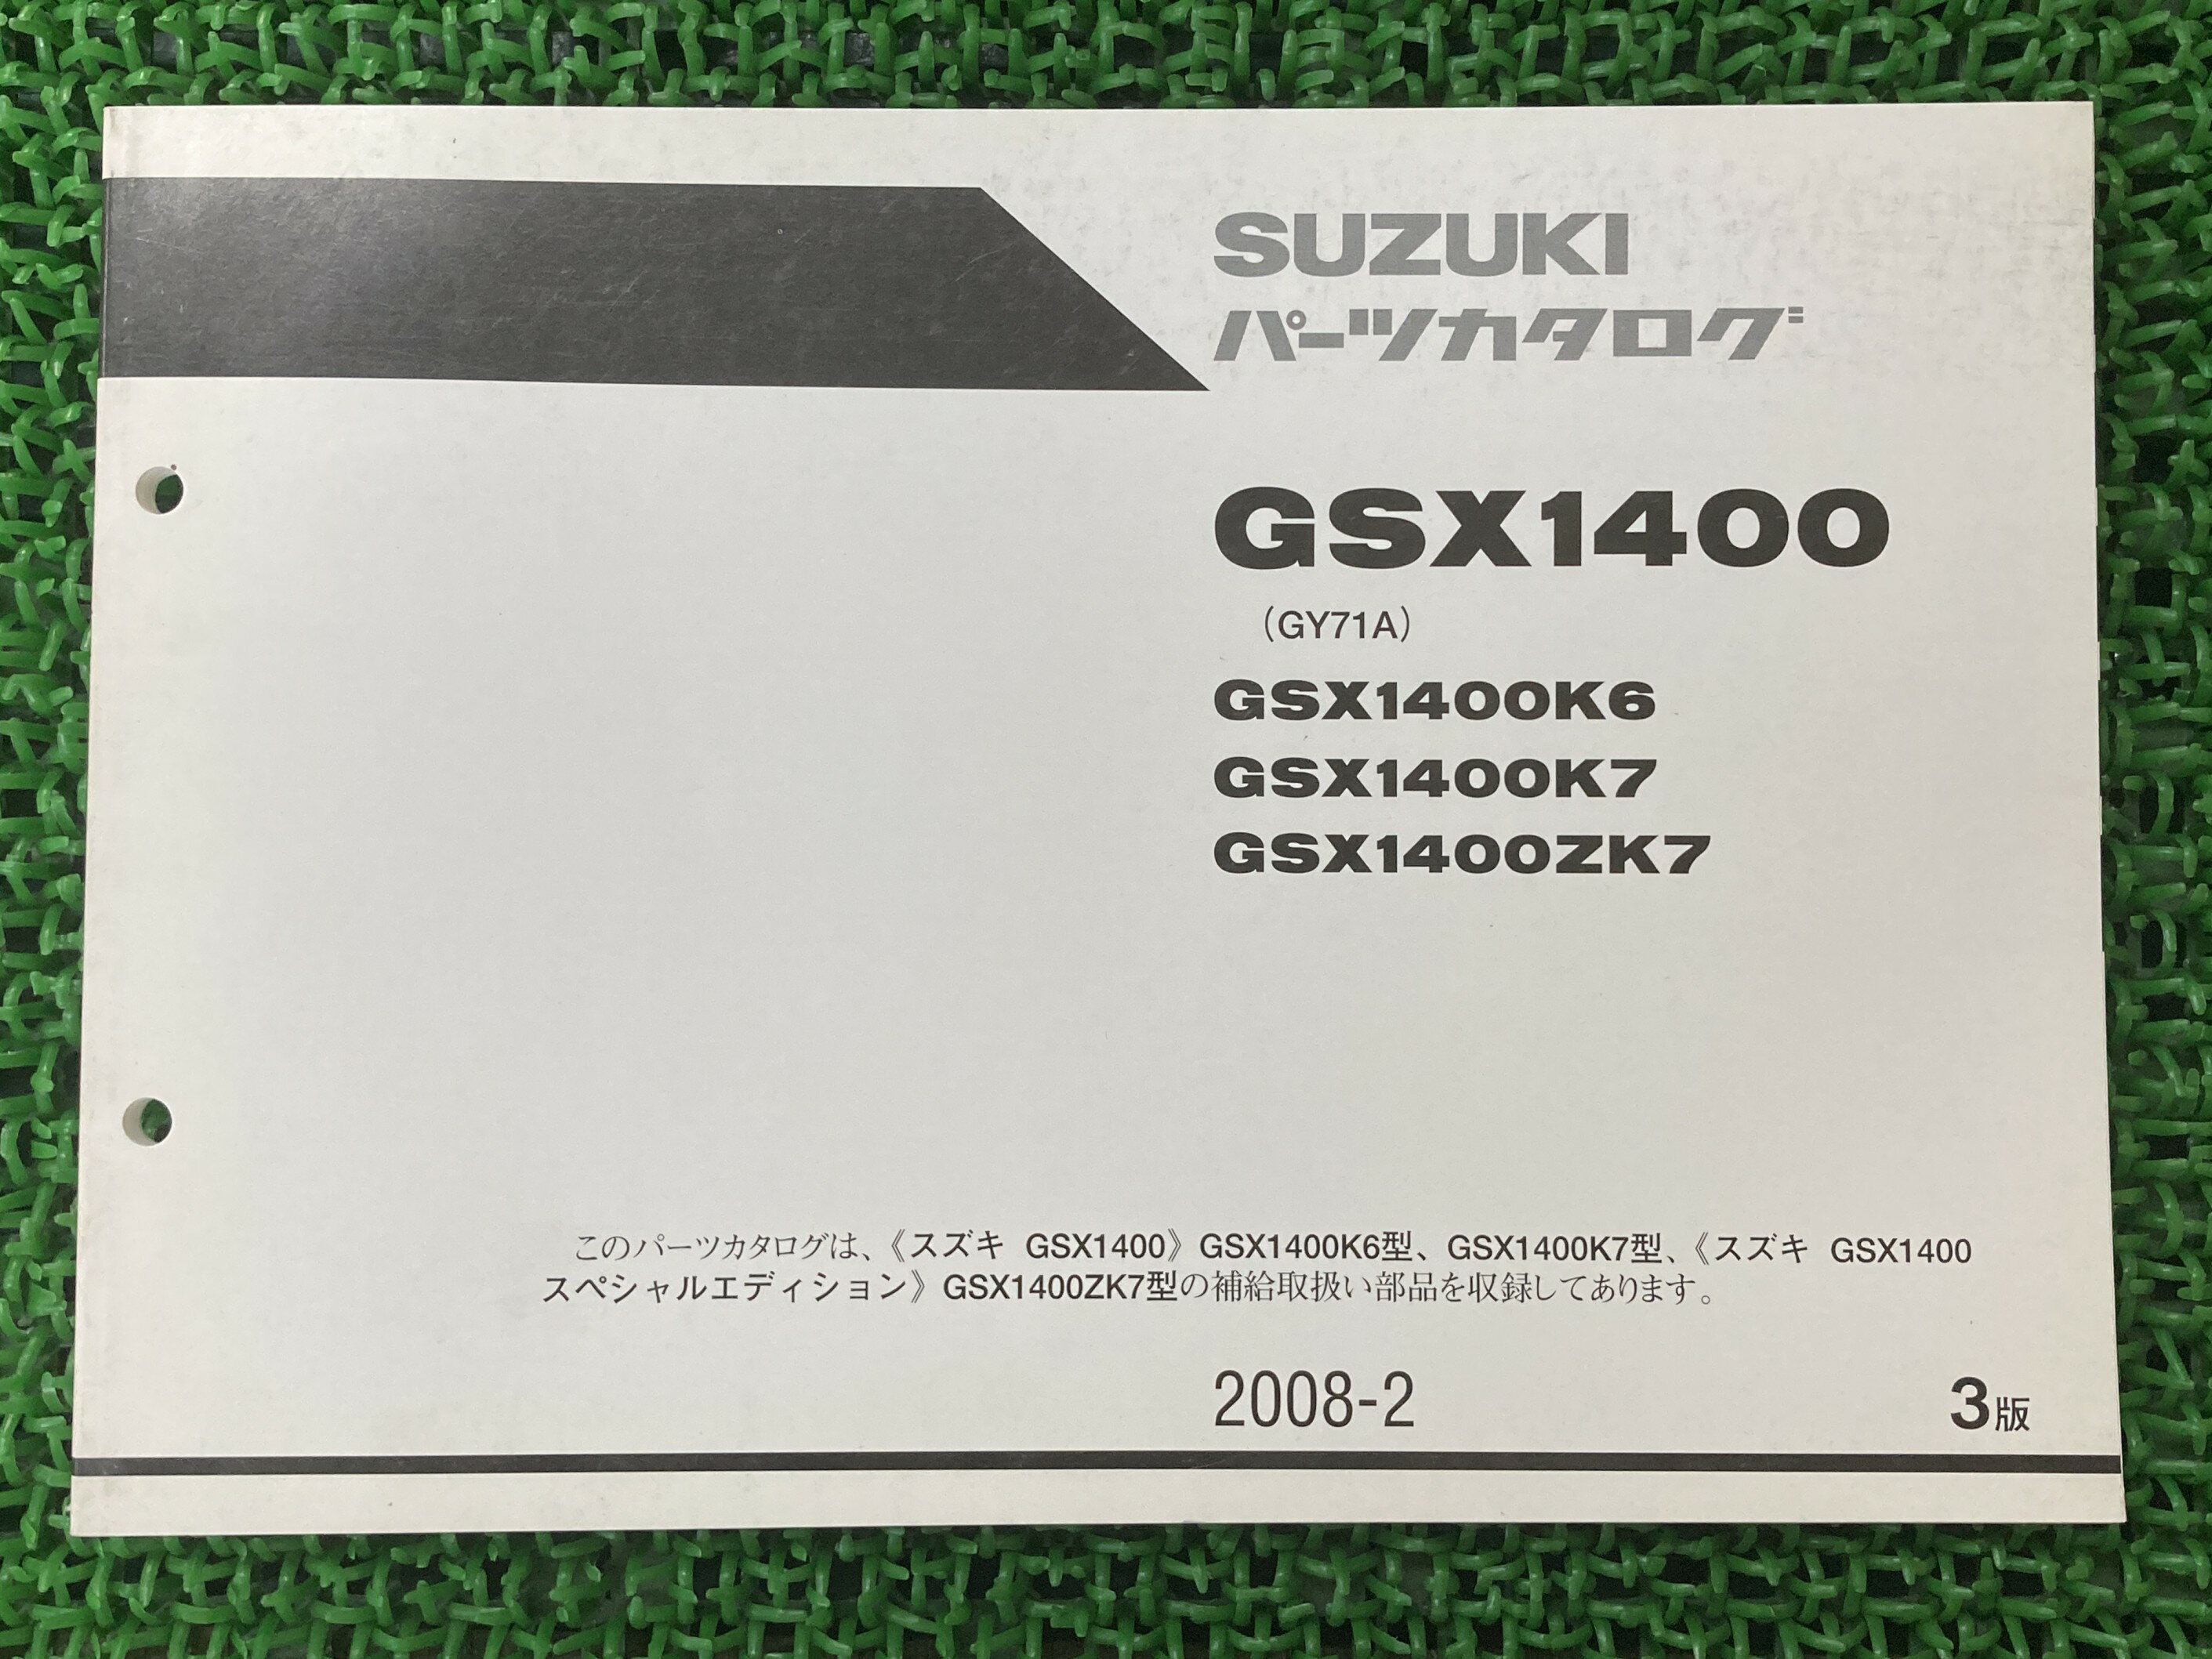 SUZUKI
パーツカタログ
GSX1400
(GY71A)
GSX1400K6
GSX1400K7
GSX1400ZK7
このパーツカタログは、《スズキ GSX1400》GSX1400K6型、GSX1400K7型、《スズキ GSX1400
スペシャルエディション》GSX1400ZK7型の補給取扱い部品を収録してあります。
2008-2
3版